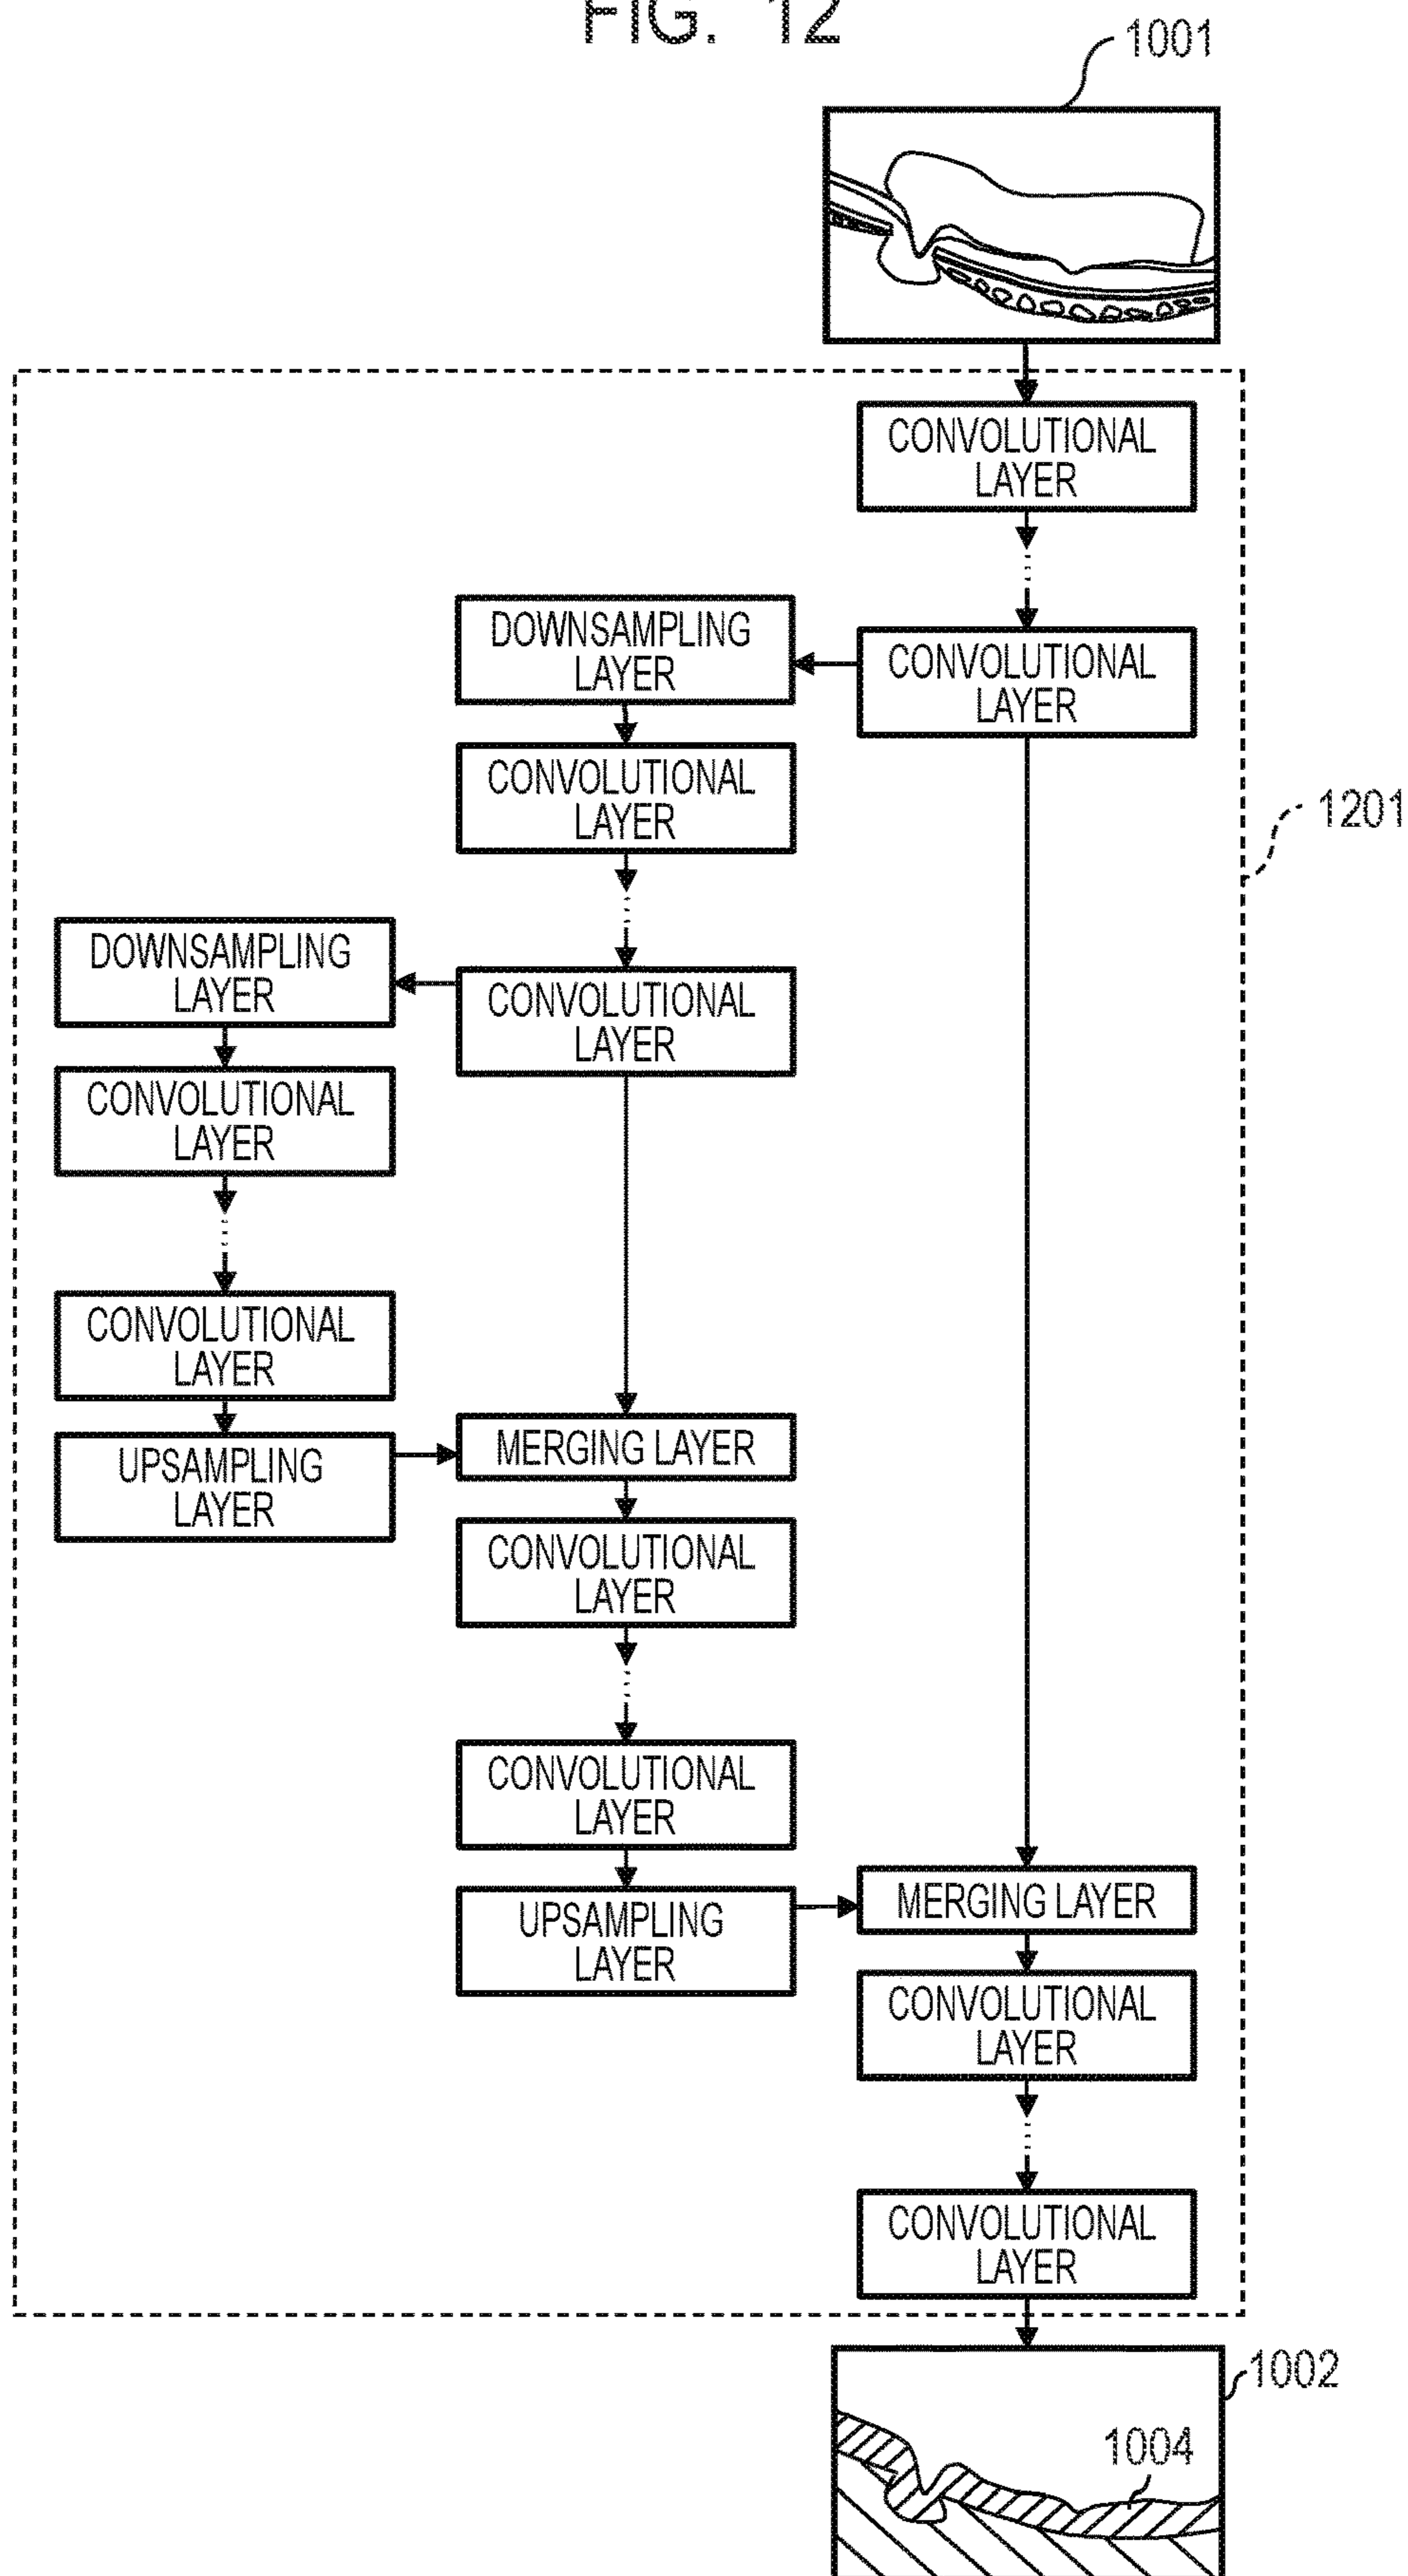 FIG. 12
1001
CONVOLUTIONAL
LAYER
DOWNSAMPLING
LAYER
CONVOLUTIONAL
LAYER
CONVOLUTIONAL
LAYER
1201
DOWNSAMPLING
LAYER
CONVOLUTIONAL
LAYER
CONVOLUTIONAL
LAYER
CONVOLUTIONAL
LAYER
UPSAMPLING
LAYER
MERGING LAYER
CONVOLUTIONAL
LAYER
CONVOLUTIONAL
LAYER
UPSAMPLING
LAYER
MERGING LAYER
CONVOLUTIONAL
LAYER
CONVOLUTIONAL
LAYER
1002
1004